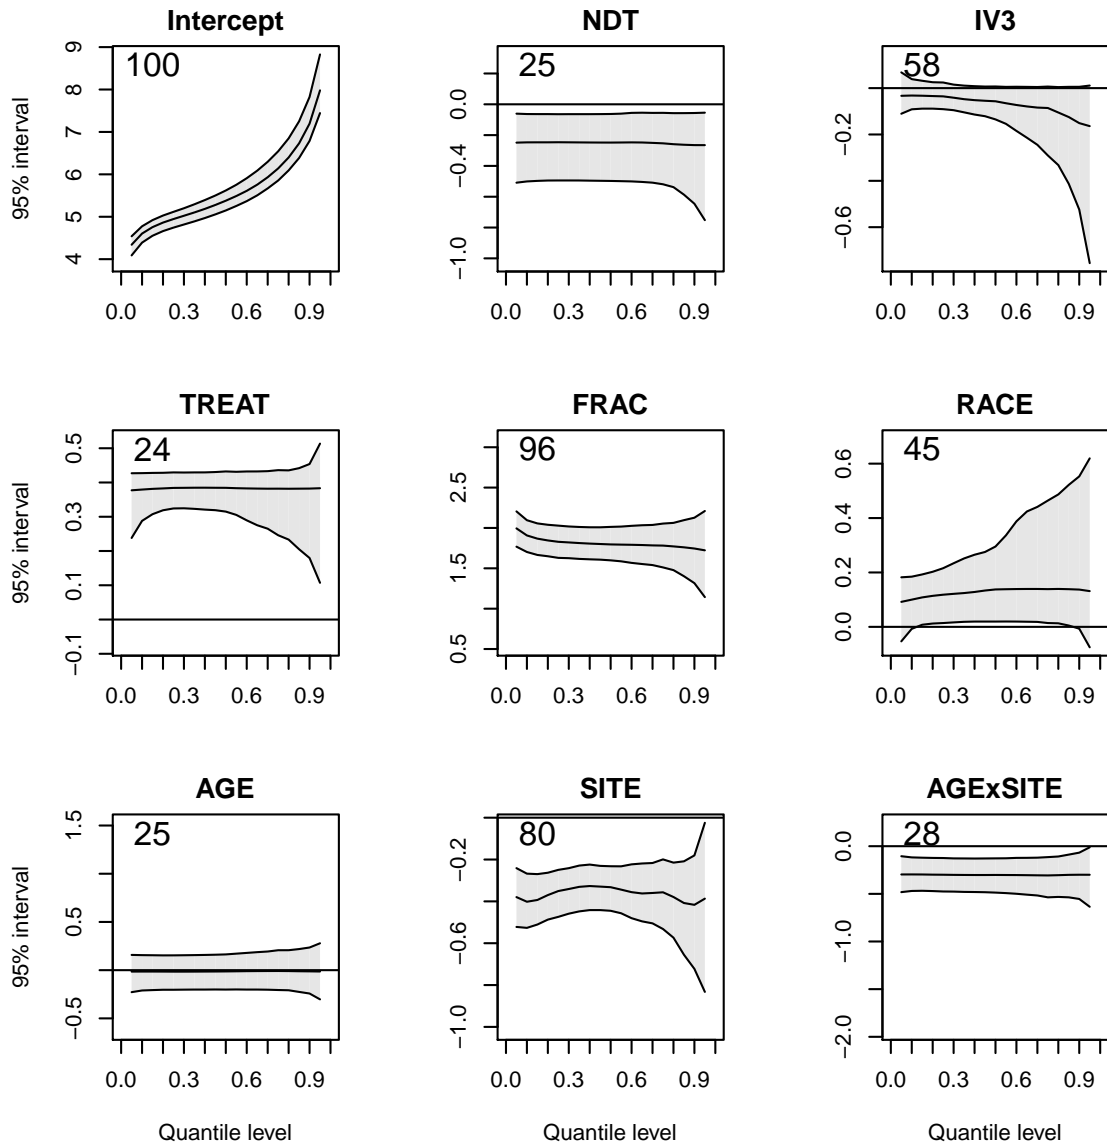 Intercept NDT IV3
100 25 58
95% interval
4 5 6 7 8 9
−1.0 −0.4 0.0
−0.6 −0.2
0.0 0.3 0.6 0.9 0.0 0.3 0.6 0.9 0.0 0.3 0.6 0.9
TREAT FRAC RACE
24 96 45
95% interval
−0.1 0.1 0.3 0.5
0.5 1.5 2.5
0.0 0.2 0.4 0.6
0.0 0.3 0.6 0.9 0.0 0.3 0.6 0.9 0.0 0.3 0.6 0.9
AGE SITE AGExSITE
25 80 28
95% interval
−0.5 0.5 1.5
−1.0 −0.6 −0.2
−2.0 −1.0 0.0
0.0 0.3 0.6 0.9 0.0 0.3 0.6 0.9 0.0 0.3 0.6 0.9
Quantile level Quantile level Quantile level